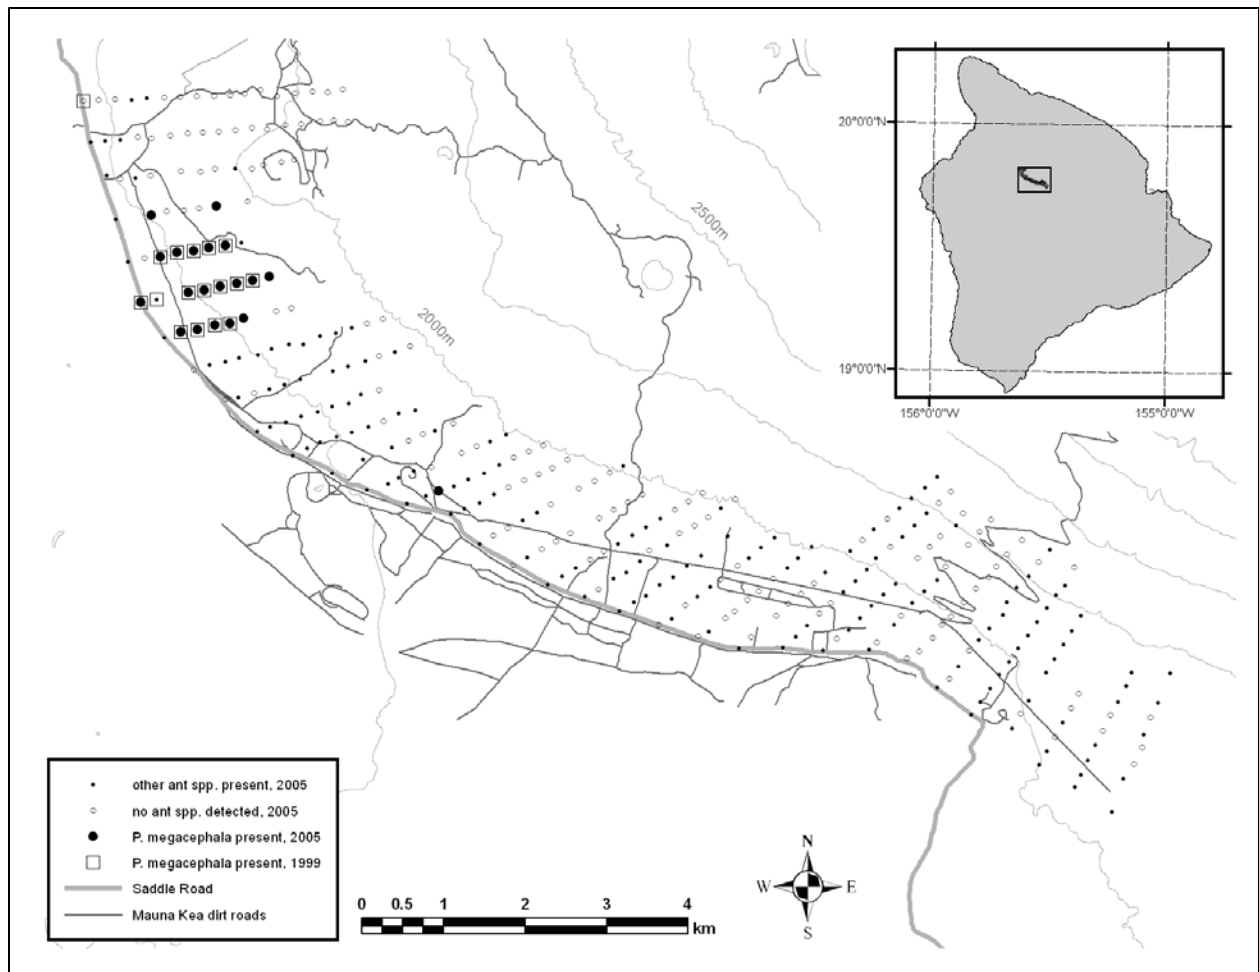 20°0'0"N
2500m
2000m
19°0'0"N
156°0'0"W
155°0'0"W
other ant spp. present, 2005
no ant spp. detected, 2005
P. megacephala present, 2005
P. megacephala present, 1999
Saddle Road
Mauna Kea dirt roads
0 0.5 1 2 3 4
km
N
W E
S